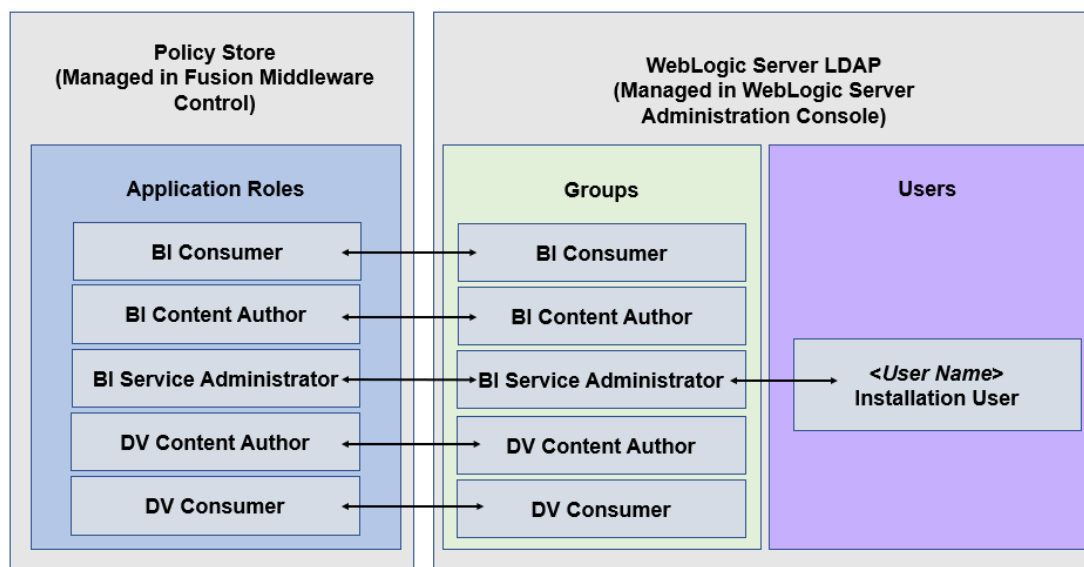 Policy Store
(Managed in Fusion Middleware
Control)
WebLogic Server LDAP
(Managed in WebLogic Server
Administration Console)
Application Roles
BI Consumer
BI Content Author
BI Service Administrator
DV Content Author
DV Consumer
Groups
BI Consumer
BI Content Author
BI Service Administrator
DV Content Author
DV Consumer
Users
<User Name>
Installation User